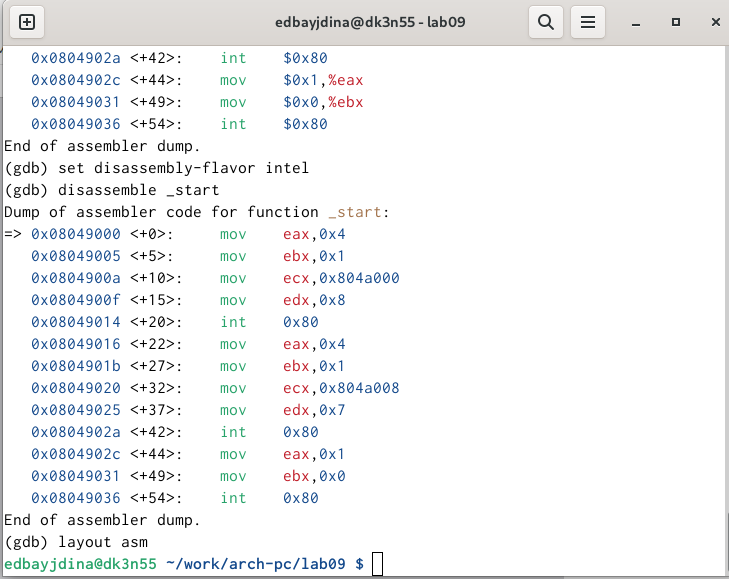 edbayjdina@dk3n55 - lab09
0x0804902a <+42>: int $0x80
0x0804902c <+44>: mov $0x1,%eax
0x08049031 <+49>: mov $0x0,%ebx
0x08049036 <+54>: int $0x80
End of assembler dump.
(gdb) set disassembly-flavor intel
(gdb) disassemble _start
Dump of assembler code for function _start:
=> 0x08049000 <+0>: mov eax,0x4
0x08049005 <+5>: mov ebx,0x1
0x0804900a <+10>: mov ecx,0x804a000
0x0804900f <+15>: mov edx,0x8
0x08049014 <+20>: int 0x80
0x08049016 <+22>: mov eax,0x4
0x0804901b <+27>: mov ebx,0x1
0x08049020 <+32>: mov ecx,0x804a008
0x08049025 <+37>: mov edx,0x7
0x0804902a <+42>: int 0x80
0x0804902c <+44>: mov eax,0x1
0x08049031 <+49>: mov ebx,0x0
0x08049036 <+54>: int 0x80
End of assembler dump.
(gdb) layout asm
edbayjdina@dk3n55 ~/work/arch-pc/lab09 $